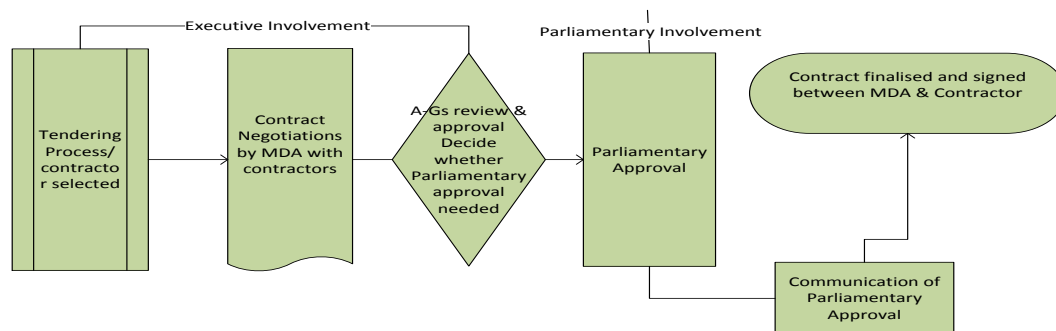 Executive Involvement
Parliamentary Involvement
Tendering
Process/
contracto
r selected
Contract
Negotiations
by MDA with
contractors
A-Gs review &
approval
Decide
whether
Parliamentary
approval
needed
Parliamentary
Approval
Contract finalised and signed
between MDA & Contractor
Communication of
Parliamentary
Approval